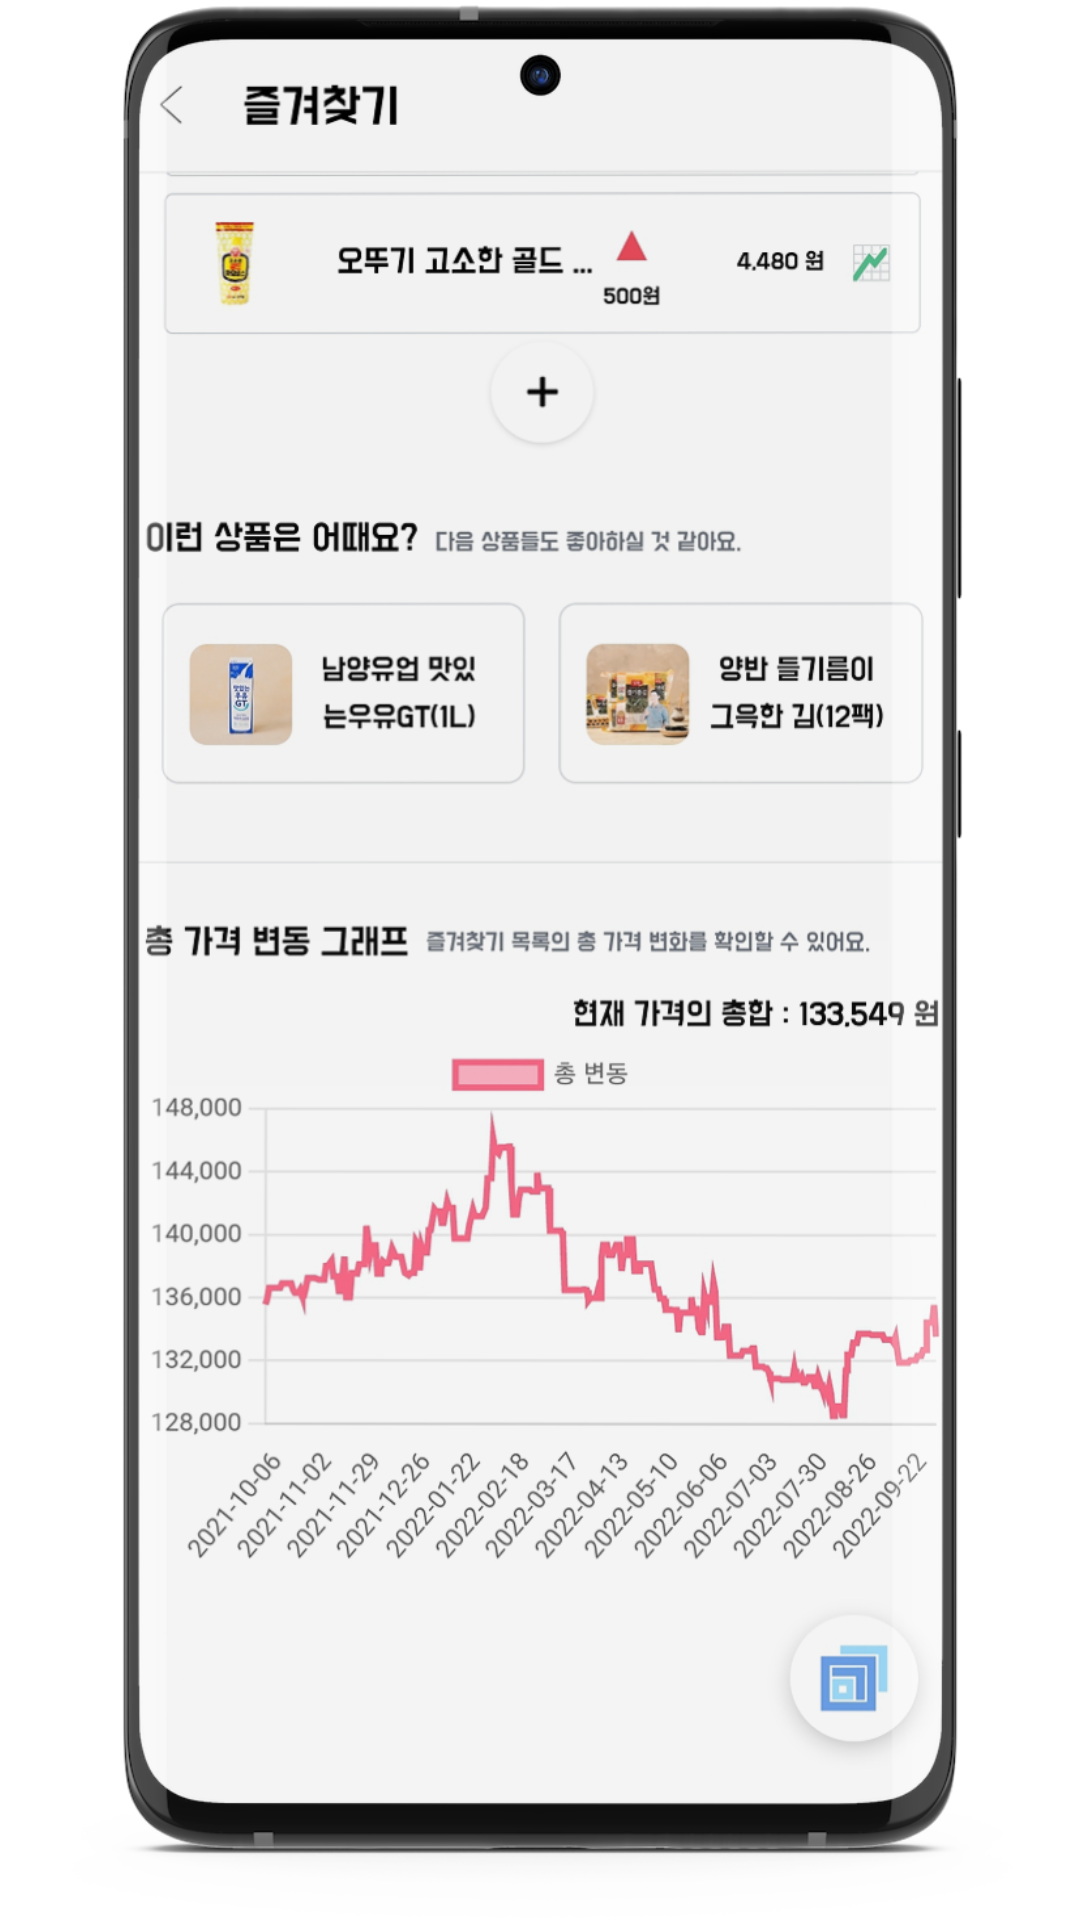 즐겨찾기
오뚜기 고소한 골드 ...
500원
4,480 원
+
이런 상품은 어때요? 다음 상품들도 좋아하실 것 같아요.
남양유업 맛있
는우유GT(1L)
양반 들기름이
그윽한 김(12팩)
총 가격 변동 그래프 즐겨찾기 목록의 총 가격 변화를 확인할 수 있어요.
현재 가격의 총합 : 133,549 원
총 변동
148,000
144,000
140,000
136,000
132,000
128,000
2021-10-06
2021-11-02
2021-11-29
2021-12-26
2022-01-22
2022-02-18
2022-03-17
2022-04-13
2022-05-10
2022-06-06
2022-07-03
2022-07-30
2022-08-26
2022-09-22